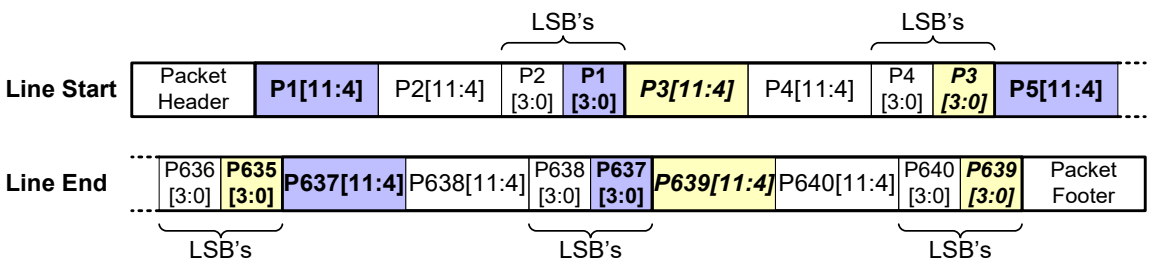 LSB's LSB's
Line Start Packet Header P1[11:4] P2[11:4] P2 [3:0] P1 [3:0] P3[11:4] P4[11:4] P4 [3:0] P3 [3:0] P5[11:4]
Line End P636 [3:0] P635 [3:0] P637[11:4] P638[11:4] P638 [3:0] P637 [3:0] P639[11:4] P640[11:4] P640 [3:0] P639 [3:0] Packet Footer
LSB's LSB's LSB's